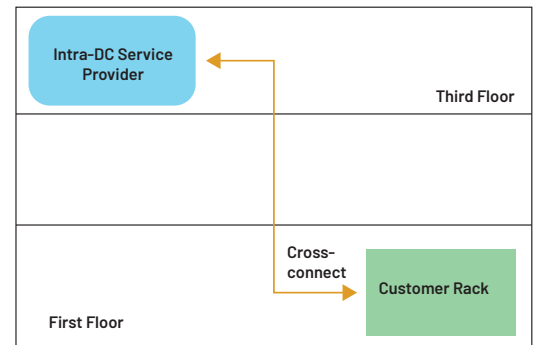 Intra-DC Service
Provider
Third Floor
Cross-
connect
Customer Rack
First Floor